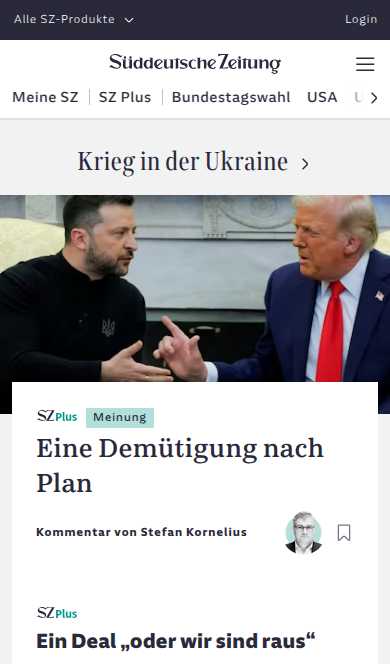 Alle SZ-Produkte
Login
Süddeutsche Zeitung
Meine SZ
SZ Plus
Bundestagswahl
USA
Krieg in der Ukraine
SZ Plus
Meinung
Eine Demütigung nach
Plan
Kommentar von Stefan Kornelius
SZ Plus
Ein Deal „oder wir sind raus“